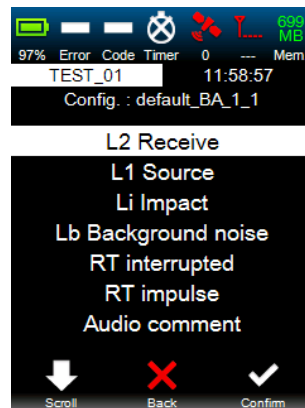 699
MB
97% Error Code Timer 0 --- Mem
TEST_01 11:58:57
Config. : default_BA_1_1
L2 Receive
L1 Source
Li Impact
Lb Background noise
RT interrupted
RT impulse
Audio comment
Scroll Back Confirm